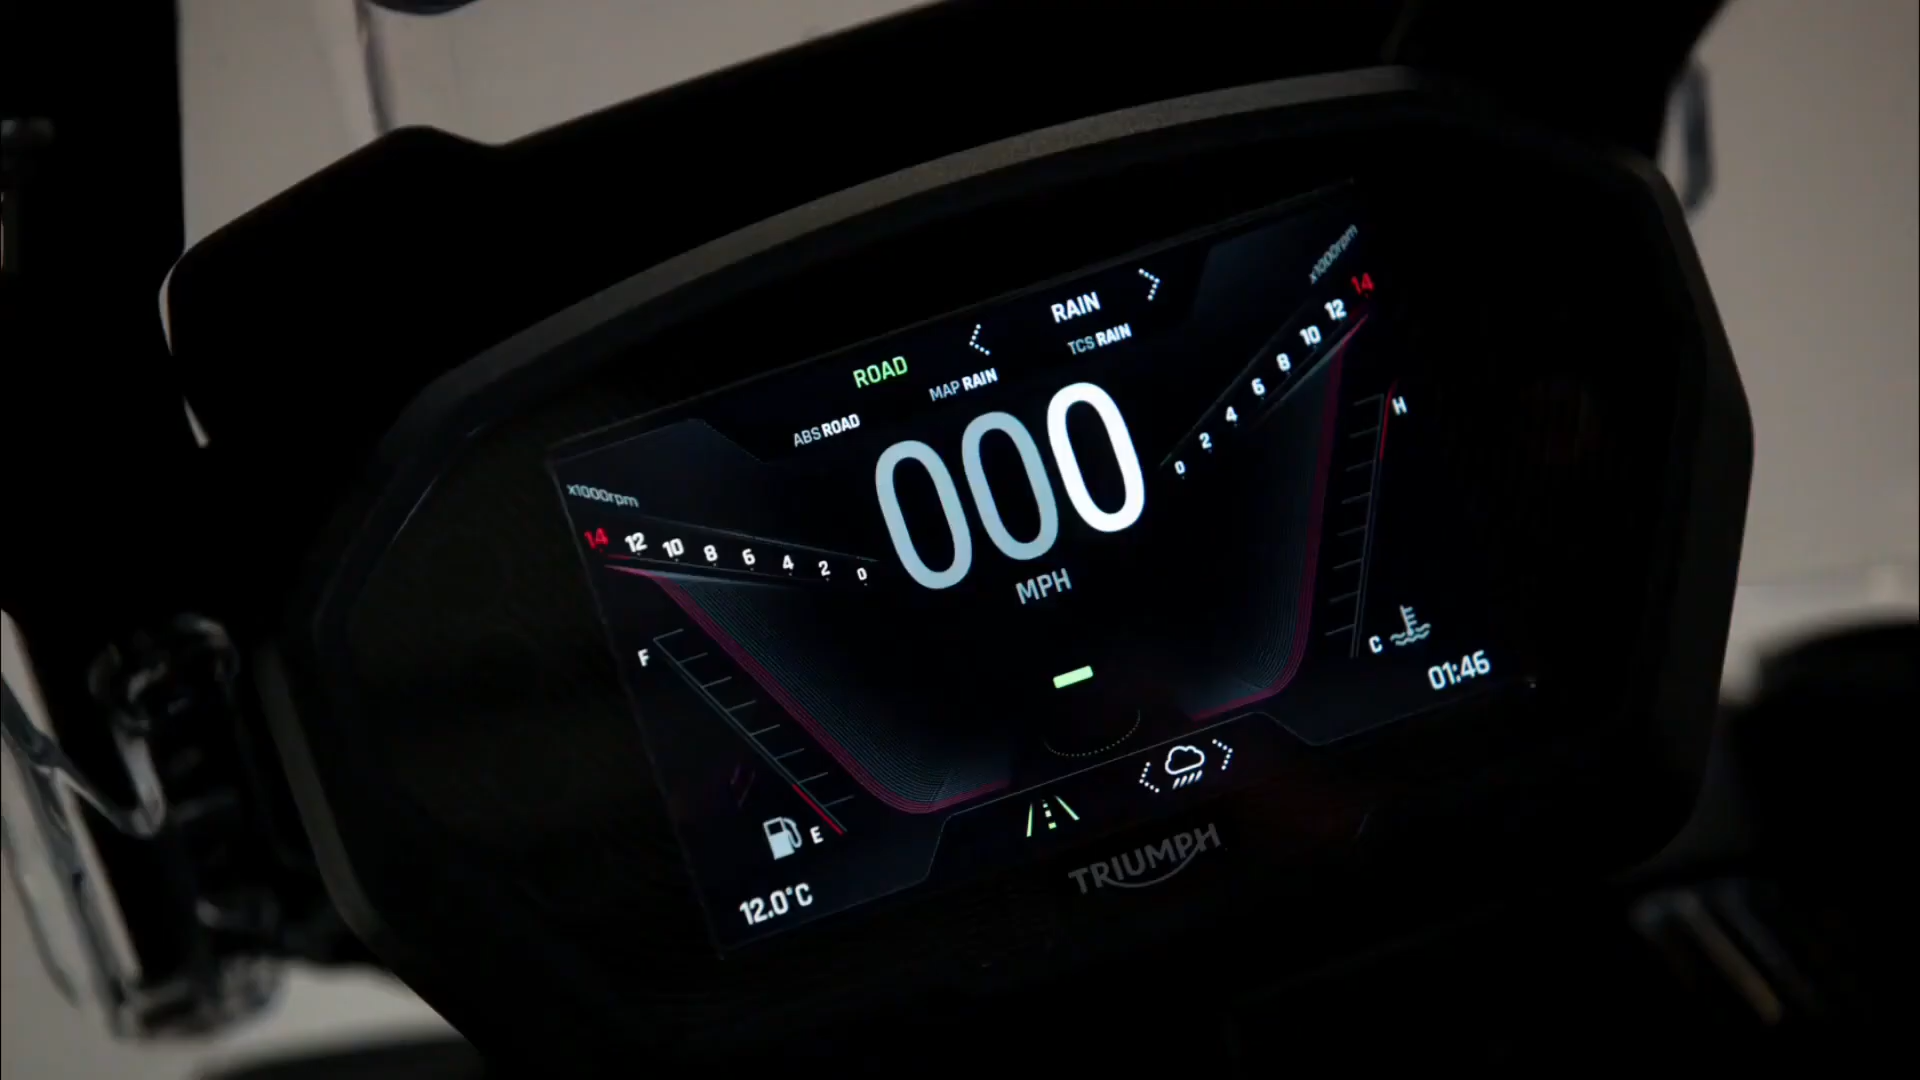 RAIN
ROAD
TCS RAIN
MAP RAIN
ABS ROAD
x1000rpm
14 12 10 8 6 4 2 0
000
MPH
x1000rpm
0 2 4 6 8 10 12 14
F
E
H
C
01:46
12.0°C
TRIUMPH